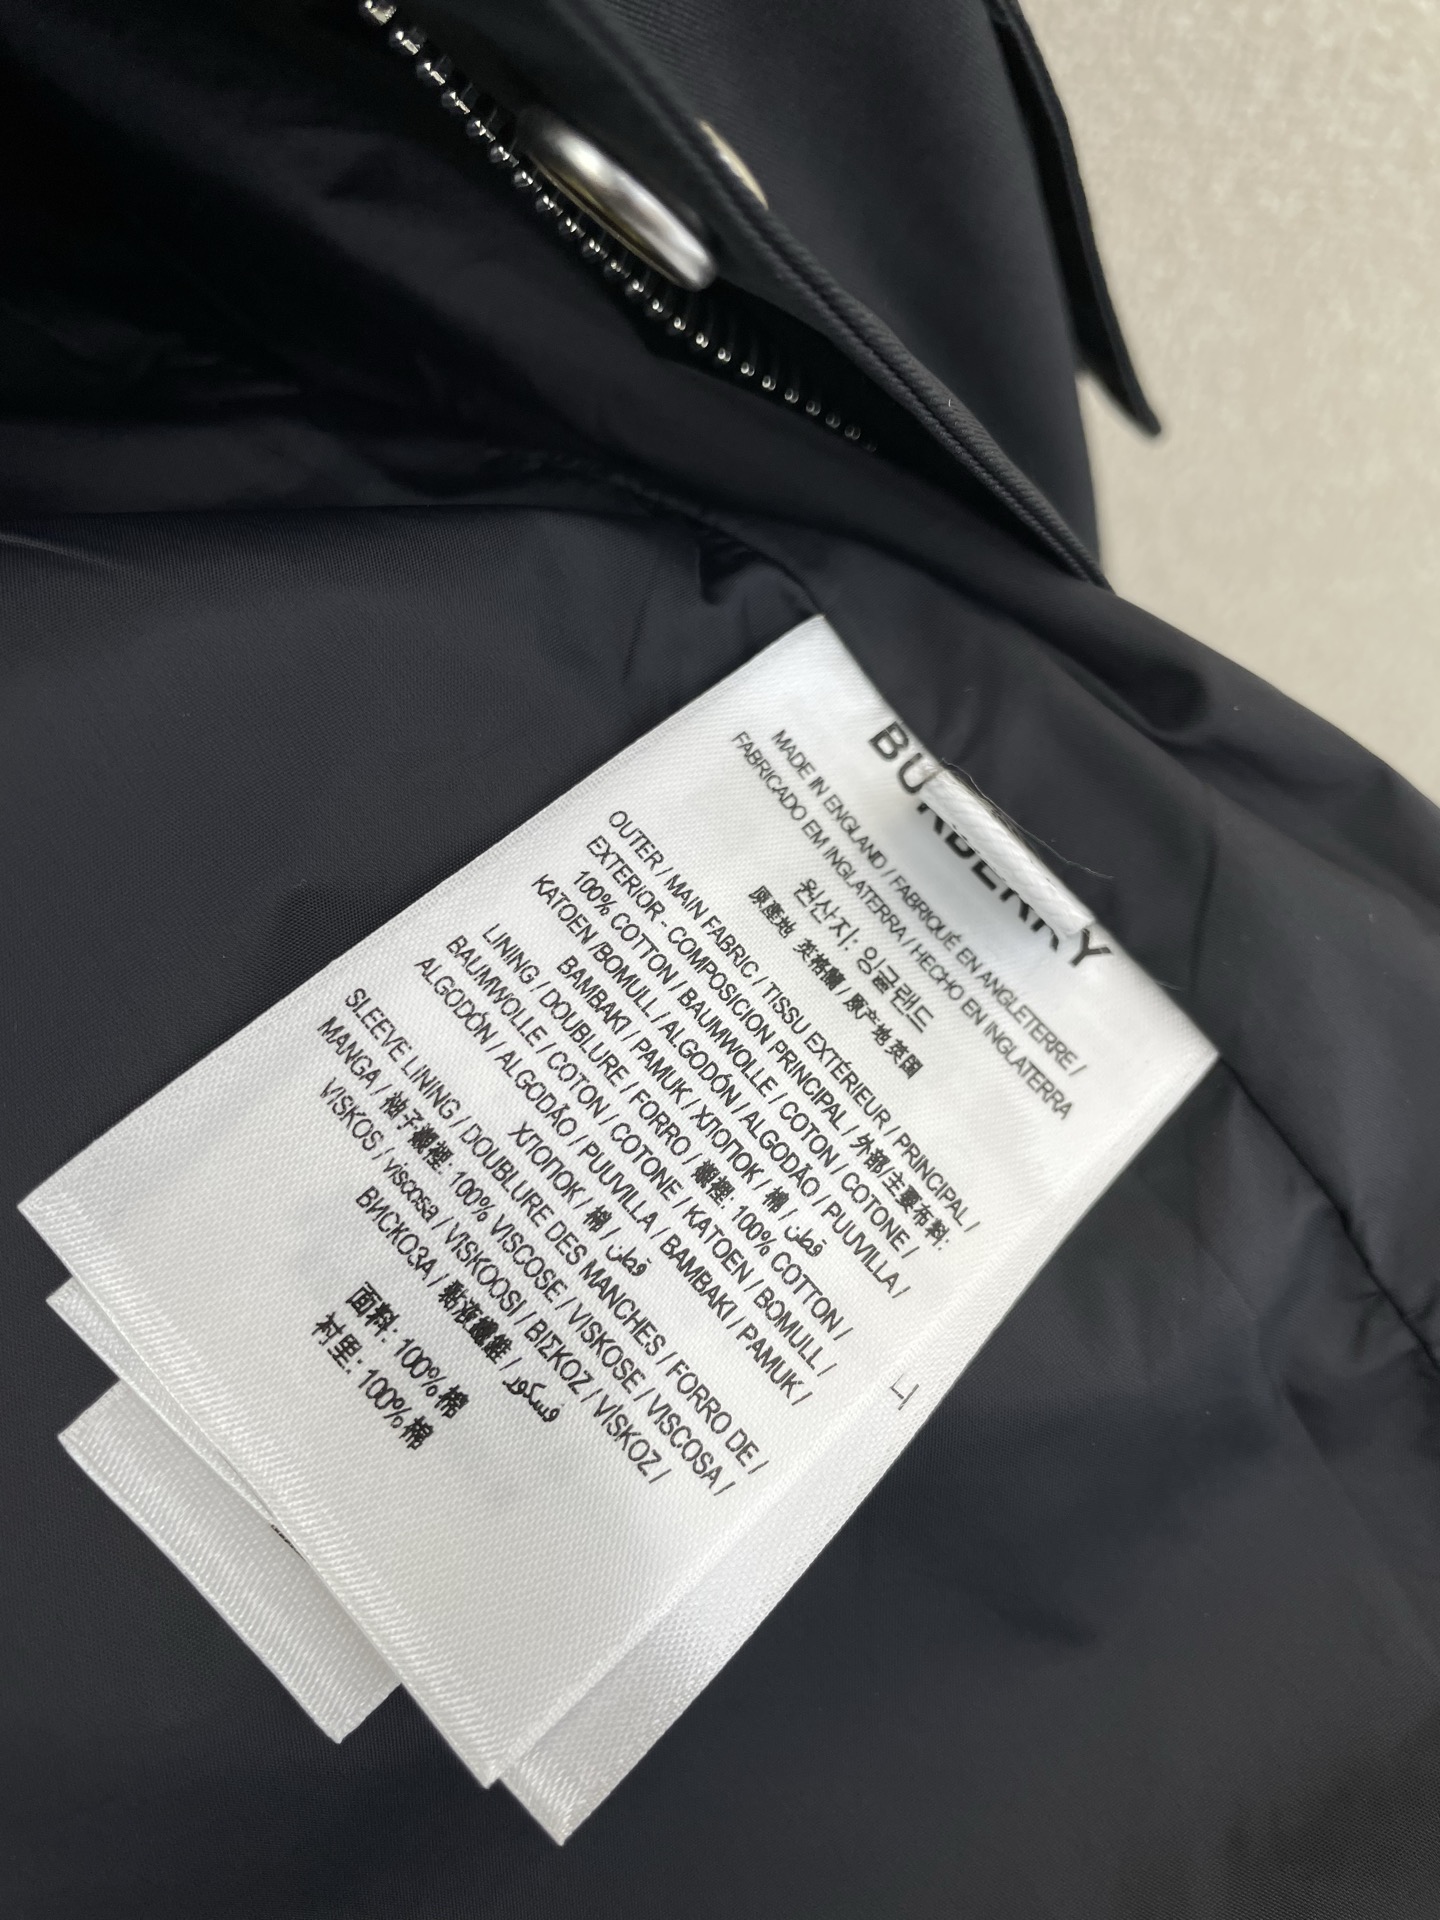 BURBERRY
MADE IN ENGLAND / FABRIQUÉ EN ANGLETERRE /
FABRICADO EM INGLATERRA / HECHO EN INGLATERRA
원산지: 잉글랜드
原產地 英格蘭 / 原产地 英国
OUTER / MAIN FABRIC / TISSU EXTÉRIEUR / PRINCIPAL /
EXTERIOR - COMPOSICION PRINCIPAL / 外部/主要布料:
100% COTTON / BAUMWOLLE / COTON / COTONE /
KATOEN /BOMULL / ALGODÓN / ALGODÃO / PUUVILLA /
BAMBAKI / PAMUK / ХЛОПОК / 棉 / قطن
LINING / DOUBLURE / FORRO / 襯裡: 100% COTTON /
BAUMWOLLE / COTON / COTONE / KATOEN / BOMULL /
ALGODÓN / ALGODÃO / PUUVILLA / BAMBAKI / PAMUK /
ХЛОПОК / 棉 / قطن
SLEEVE LINING / DOUBLURE DES MANCHES / FORRO DE /
MANGA / 袖子襯裡: 100% VISCOSE / VISKOSE / VISCOSA /
VISKOS / viscosa / VISKOOSI / ΒΙΣΚΟΖ / VİSKOZ /
ВИСКОЗА / 黏液纖維 / فسكور
面料: 100%棉
衬里: 100%棉